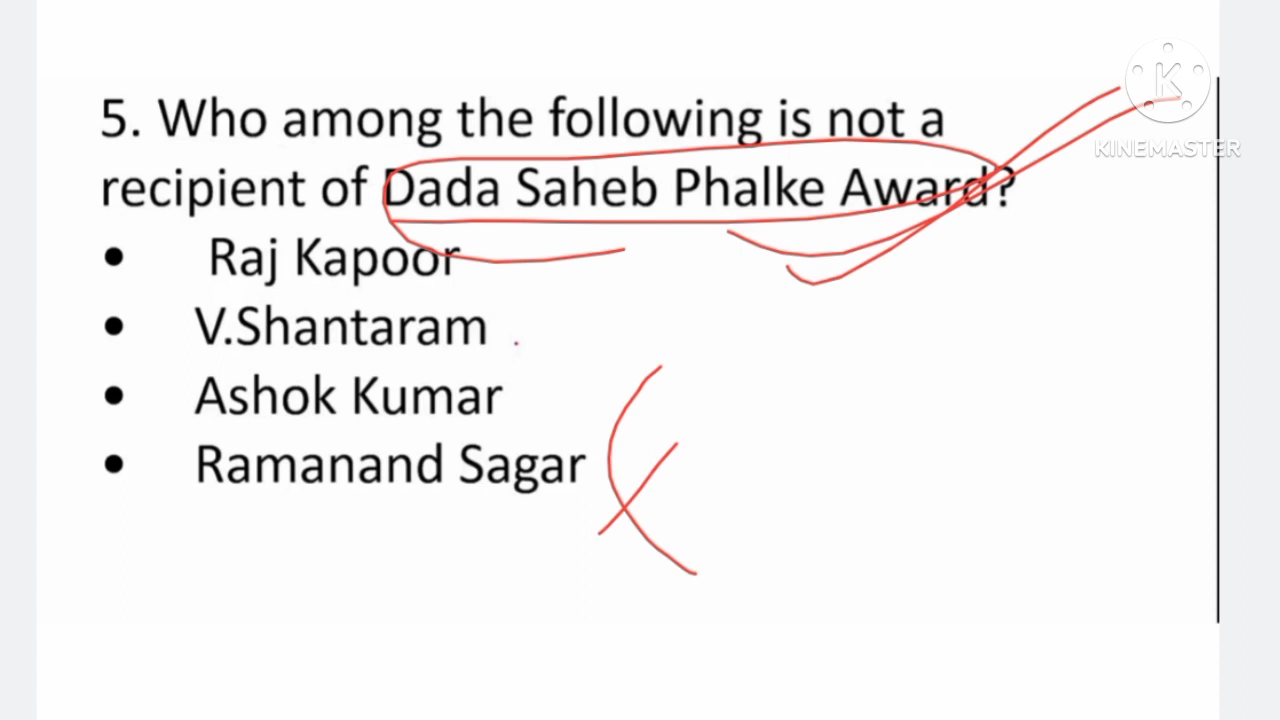 5. Who among the following is not a
recipient of Dada Saheb Phalke Award?
• Raj Kapoor
• V.Shantaram
• Ashok Kumar
• Ramanand Sagar
K
KINEMASTER